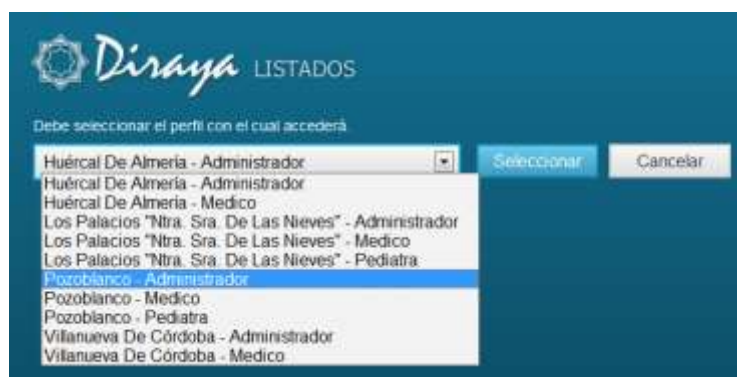 Diraya LISTADOS
Debe seleccionar el perfil con el cual accederá.
Huércal De Almería - Administrador Seleccionar Cancelar
Huércal De Almería - Administrador
Huércal De Almería - Medico
Los Palacios "Ntra. Sra. De Las Nieves" - Administrador
Los Palacios "Ntra. Sra. De Las Nieves" - Medico
Los Palacios "Ntra. Sra. De Las Nieves" - Pediatra
Pozoblanco - Administrador
Pozoblanco - Medico
Pozoblanco - Pediatra
Villanueva De Córdoba - Administrador
Villanueva De Córdoba - Medico